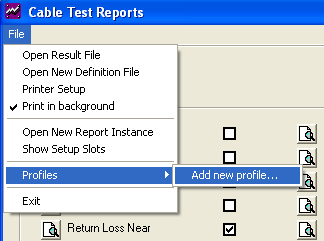 Cable Test Reports
File
Open Result File
Open New Definition File
Printer Setup
Print in background
Open New Report Instance
Show Setup Slots
Profiles
Add new profile...
Exit
Return Loss Near